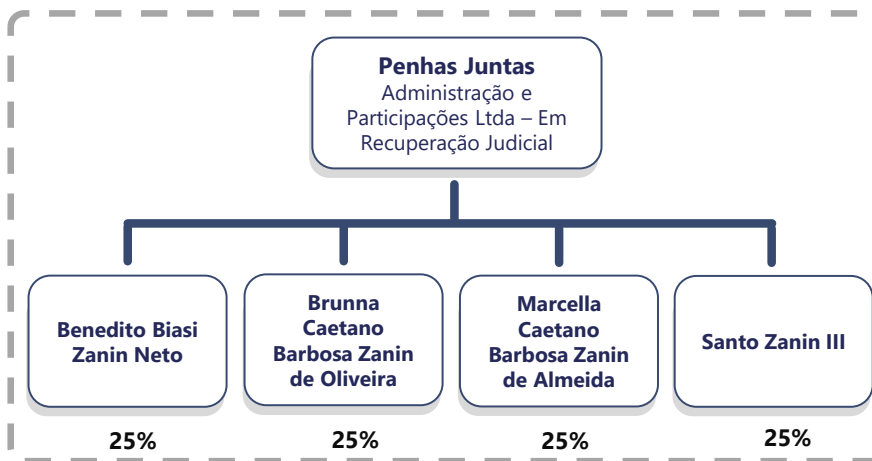 Penhas Juntas
Administração e
Participações Ltda – Em
Recuperação Judicial
Benedito Biasi
Zanin Neto
Brunna
Caetano
Barbosa Zanin
de Oliveira
Marcella
Caetano
Barbosa Zanin
de Almeida
Santo Zanin III
25%
25%
25%
25%